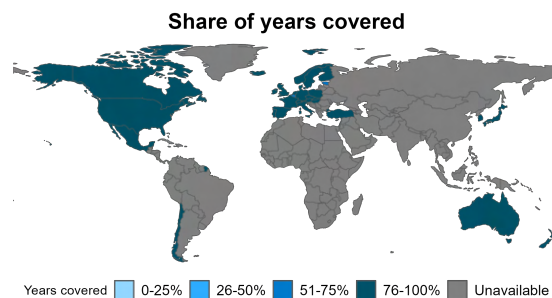 Share of years covered
Years covered 0-25% 26-50% 51-75% 76-100% Unavailable